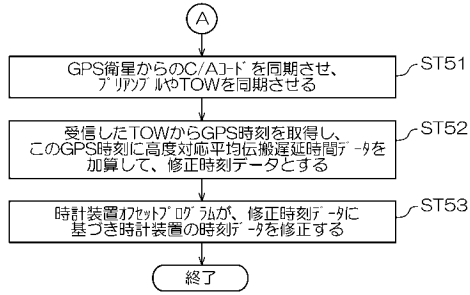 A
GPS衛星からのC/Aｺｰﾄﾞを同期させ、
ﾌﾟﾘｱﾝﾌﾞﾙやTOWを同期させる
ST51
受信したTOWからGPS時刻を取得し、
このGPS時刻に高度対応平均伝搬遅延時間ﾃﾞｰﾀを
加算して、修正時刻ﾃﾞｰﾀとする
ST52
時計装置ｵﾌｾｯﾄﾌﾟﾛｸﾞﾗﾑが、修正時刻ﾃﾞｰﾀに
基づき時計装置の時刻ﾃﾞｰﾀを修正する
ST53
終了